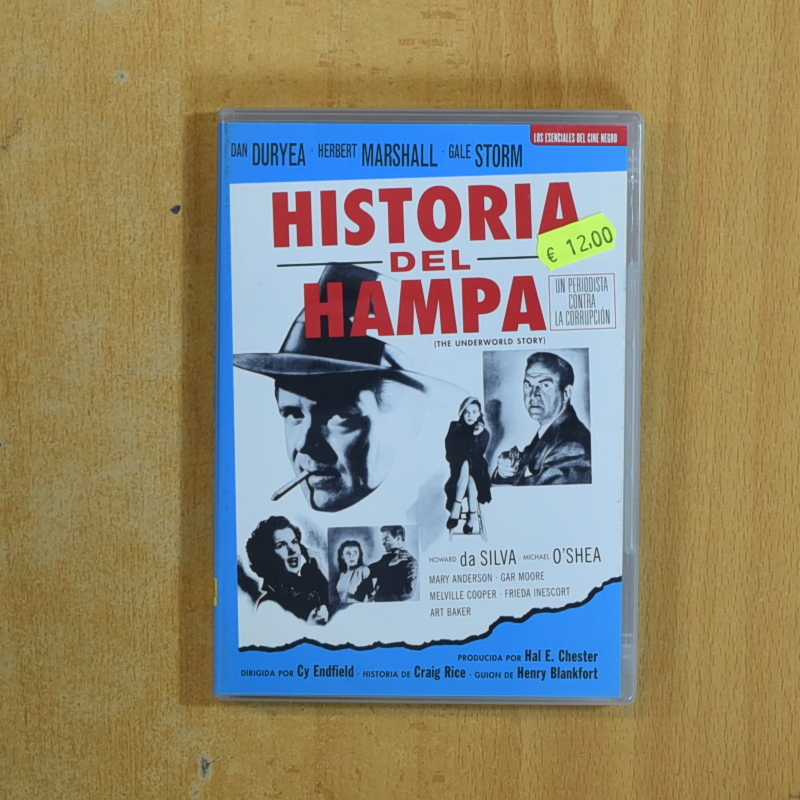 LOS ESENCIALES DEL CINE NEGRO
DAN DURYEA · HERBERT MARSHALL · GALE STORM
HISTORIA
DEL
HAMPA
€ 12,00
UN PERIODISTA
CONTRA
LA CORRUPCIÓN
(THE UNDERWORLD STORY)
HOWARD da SILVA · MICHAEL O'SHEA
MARY ANDERSON · GAR MOORE
MELVILLE COOPER · FRIEDA INESCORT
ART BAKER
PRODUCIDA POR Hal E. Chester
DIRIGIDA POR Cy Endfield · HISTORIA DE Craig Rice · GUION DE Henry Blankfort